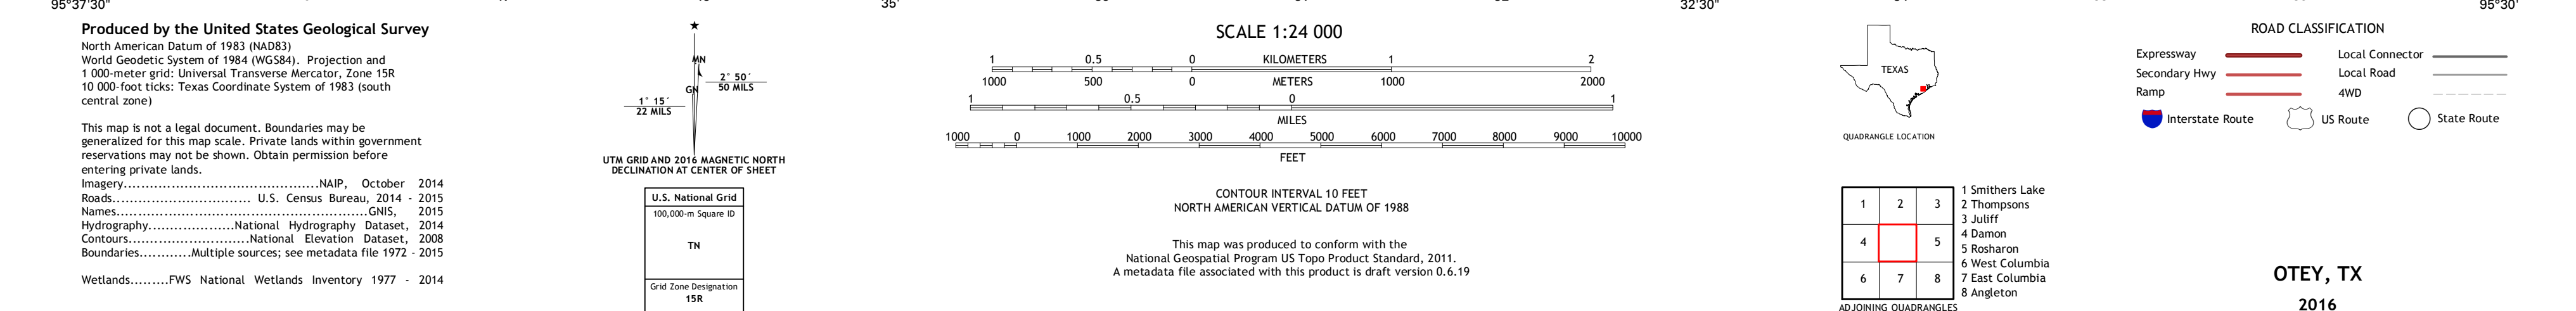 95°37'30"
35'
32'30"
95°30'
Produced by the United States Geological Survey
North American Datum of 1983 (NAD83)
World Geodetic System of 1984 (WGS84). Projection and
1 000-meter grid: Universal Transverse Mercator, Zone 15R
10 000-foot ticks: Texas Coordinate System of 1983 (south
central zone)
This map is not a legal document. Boundaries may be
generalized for this map scale. Private lands within government
reservations may not be shown. Obtain permission before
entering private lands.
Imagery............................................NAIP, October 2014
Roads.............................. U.S. Census Bureau, 2014 - 2015
Names.........................................................GNIS, 2015
Hydrography....................National Hydrography Dataset, 2014
Contours...........................National Elevation Dataset, 2008
Boundaries............Multiple sources; see metadata file 1972 - 2015
Wetlands.........FWS National Wetlands Inventory 1977 - 2014
MN
GN
2° 50´
50 MILS
1° 15´
22 MILS
UTM GRID AND 2016 MAGNETIC NORTH
DECLINATION AT CENTER OF SHEET
U.S. National Grid
100,000-m Square ID
TN
Grid Zone Designation
15R
SCALE 1:24 000
1 0.5 0 KILOMETERS 1 2
1000 500 0 METERS 1000 2000
1 0.5 0 1
MILES
1000 0 1000 2000 3000 4000 5000 6000 7000 8000 9000 10000
FEET
CONTOUR INTERVAL 10 FEET
NORTH AMERICAN VERTICAL DATUM OF 1988
This map was produced to conform with the
National Geospatial Program US Topo Product Standard, 2011.
A metadata file associated with this product is draft version 0.6.19
TEXAS
QUADRANGLE LOCATION
1 2 3
4 5
6 7 8
ADJOINING QUADRANGLES
1 Smithers Lake
2 Thompsons
3 Juliff
4 Damon
5 Rosharon
6 West Columbia
7 East Columbia
8 Angleton
ROAD CLASSIFICATION
Expressway
Local Connector
Secondary Hwy
Local Road
Ramp
4WD
Interstate Route
US Route
State Route
OTEY, TX
2016